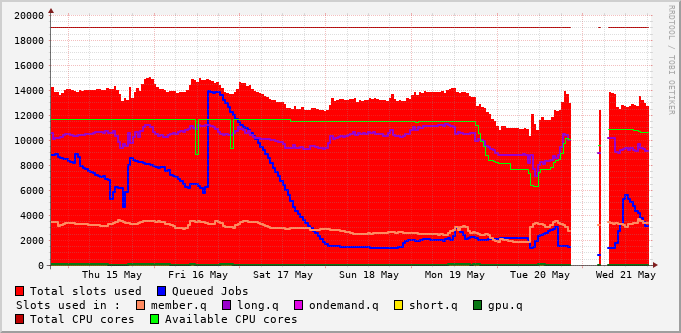 20000
18000
16000
14000
12000
10000
8000
6000
4000
2000
0
Thu 15 May Fri 16 May Sat 17 May Sun 18 May Mon 19 May Tue 20 May Wed 21 May
RRDTOOL / TOBI OETIKER
Total slots used Queued Jobs
Slots used in : member.q long.q ondemand.q short.q gpu.q
Total CPU cores Available CPU cores